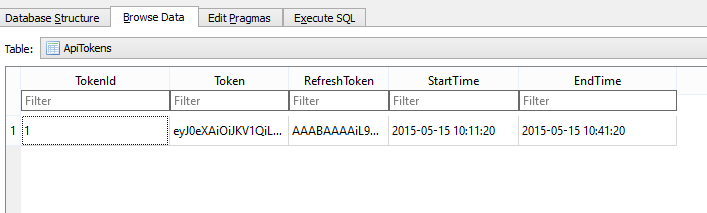 Database Structure Browse Data Edit Pragmas Execute SQL
Table: ApiTokens
TokenId Token RefreshToken StartTime EndTime
Filter Filter Filter Filter Filter
1 1 eyJ0eXAiOiJKV1QiL... AAABAAAAiL9... 2015-05-15 10:11:20 2015-05-15 10:41:20